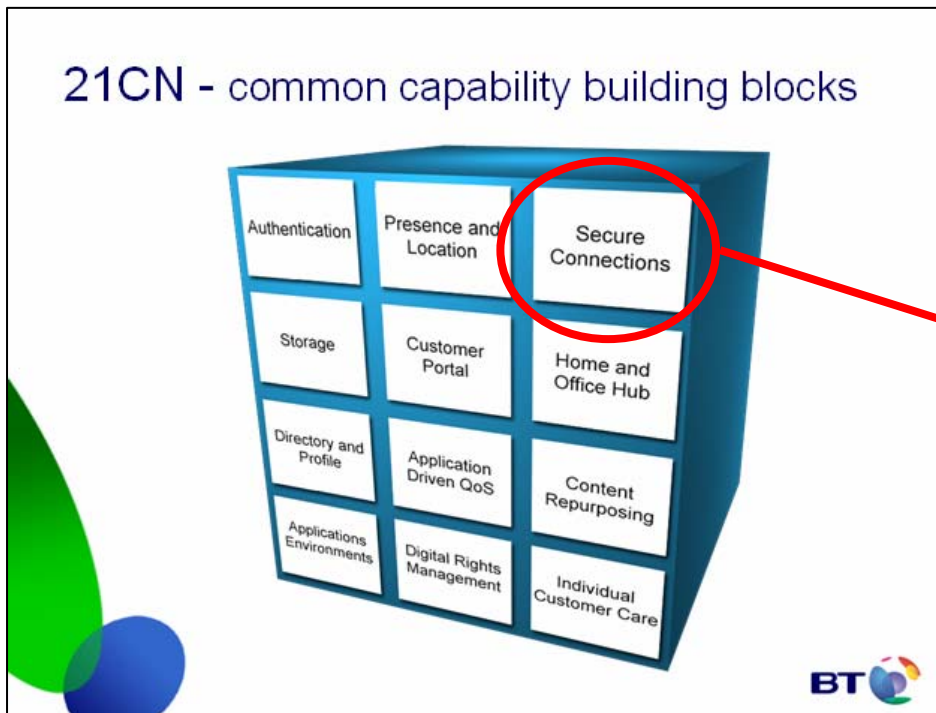 21CN - common capability building blocks
Authentication
Presence and
Location
Secure
Connections
Storage
Customer
Portal
Home and
Office Hub
Directory and
Profile
Application
Driven QoS
Content
Repurposing
Applications
Environments
Digital Rights
Management
Individual
Customer Care
BT